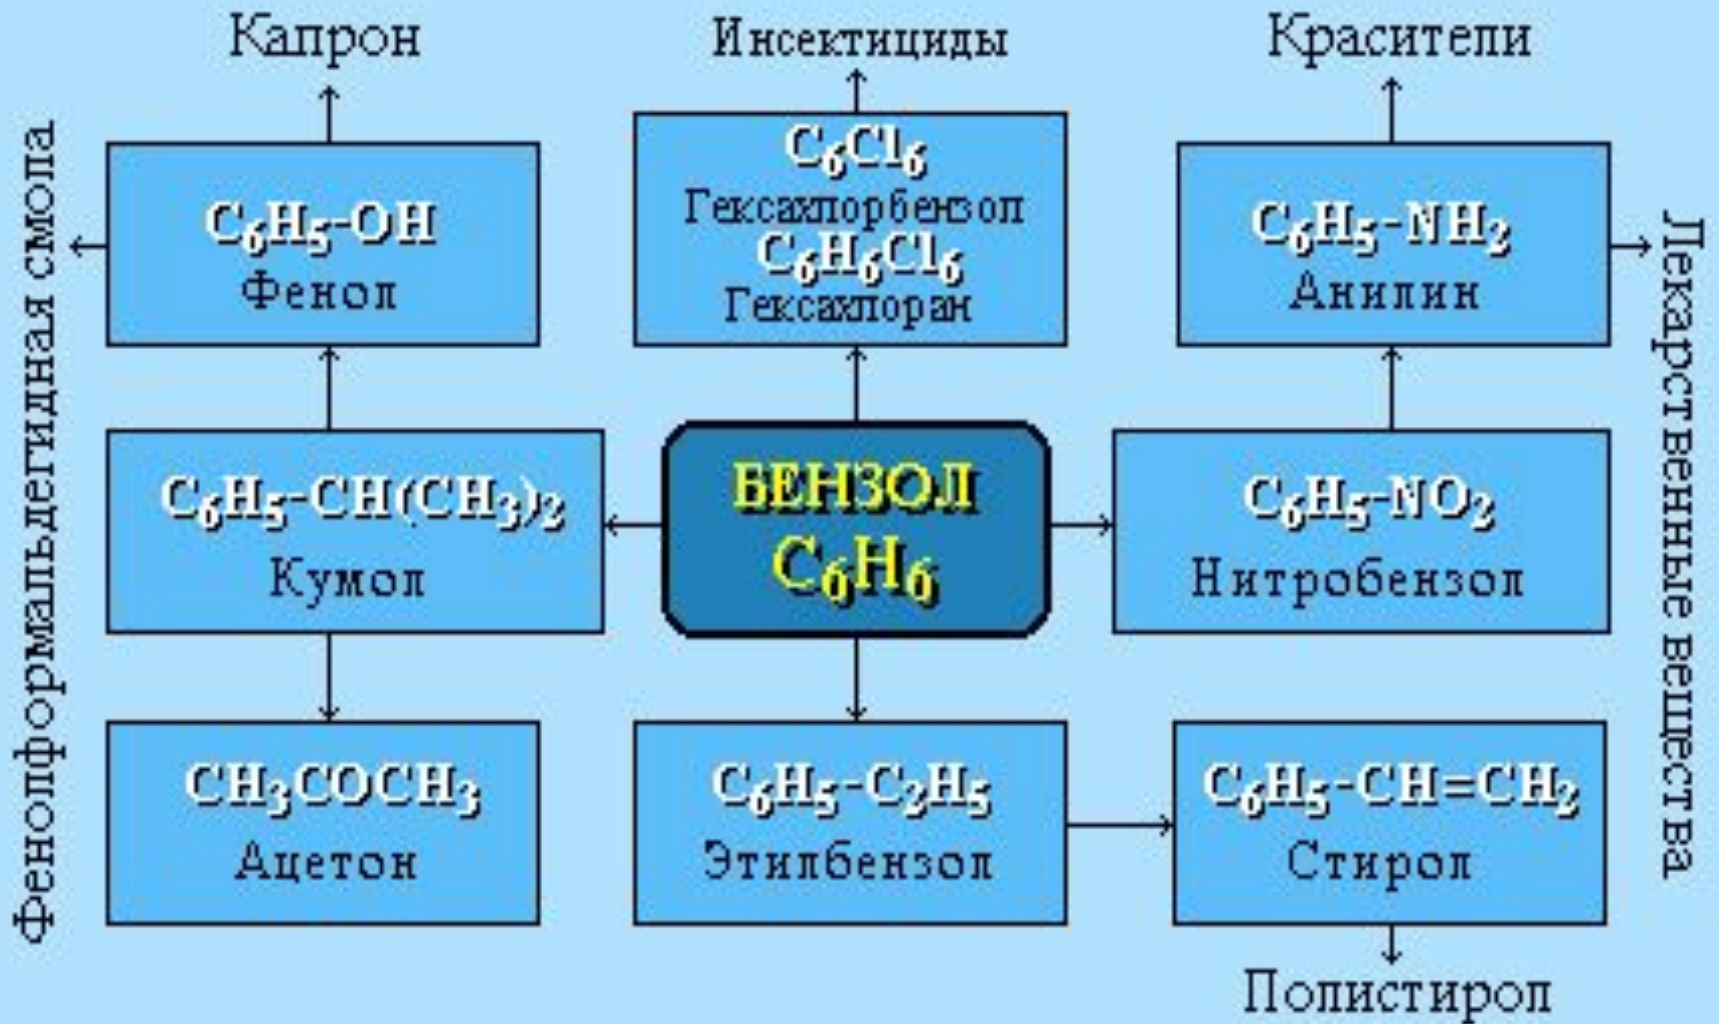 Капрон
Инсектициды
Красители
Фенолформальдегидная смола
C₆H₅-OH
Фенол
C₆Cl₆
Гексахлорбензол
C₆H₆Cl₆
Гексахлоран
C₆H₅-NH₂
Анилин
Лекарственные вещества
C₆H₅-CH(CH₃)₂
Кумол
БЕНЗОЛ
C₆H₆
C₆H₅-NO₂
Нитробензол
CH₃COCH₃
Ацетон
C₆H₅-C₂H₅
Этилбензол
C₆H₅-CH=CH₂
Стирол
Полистирол